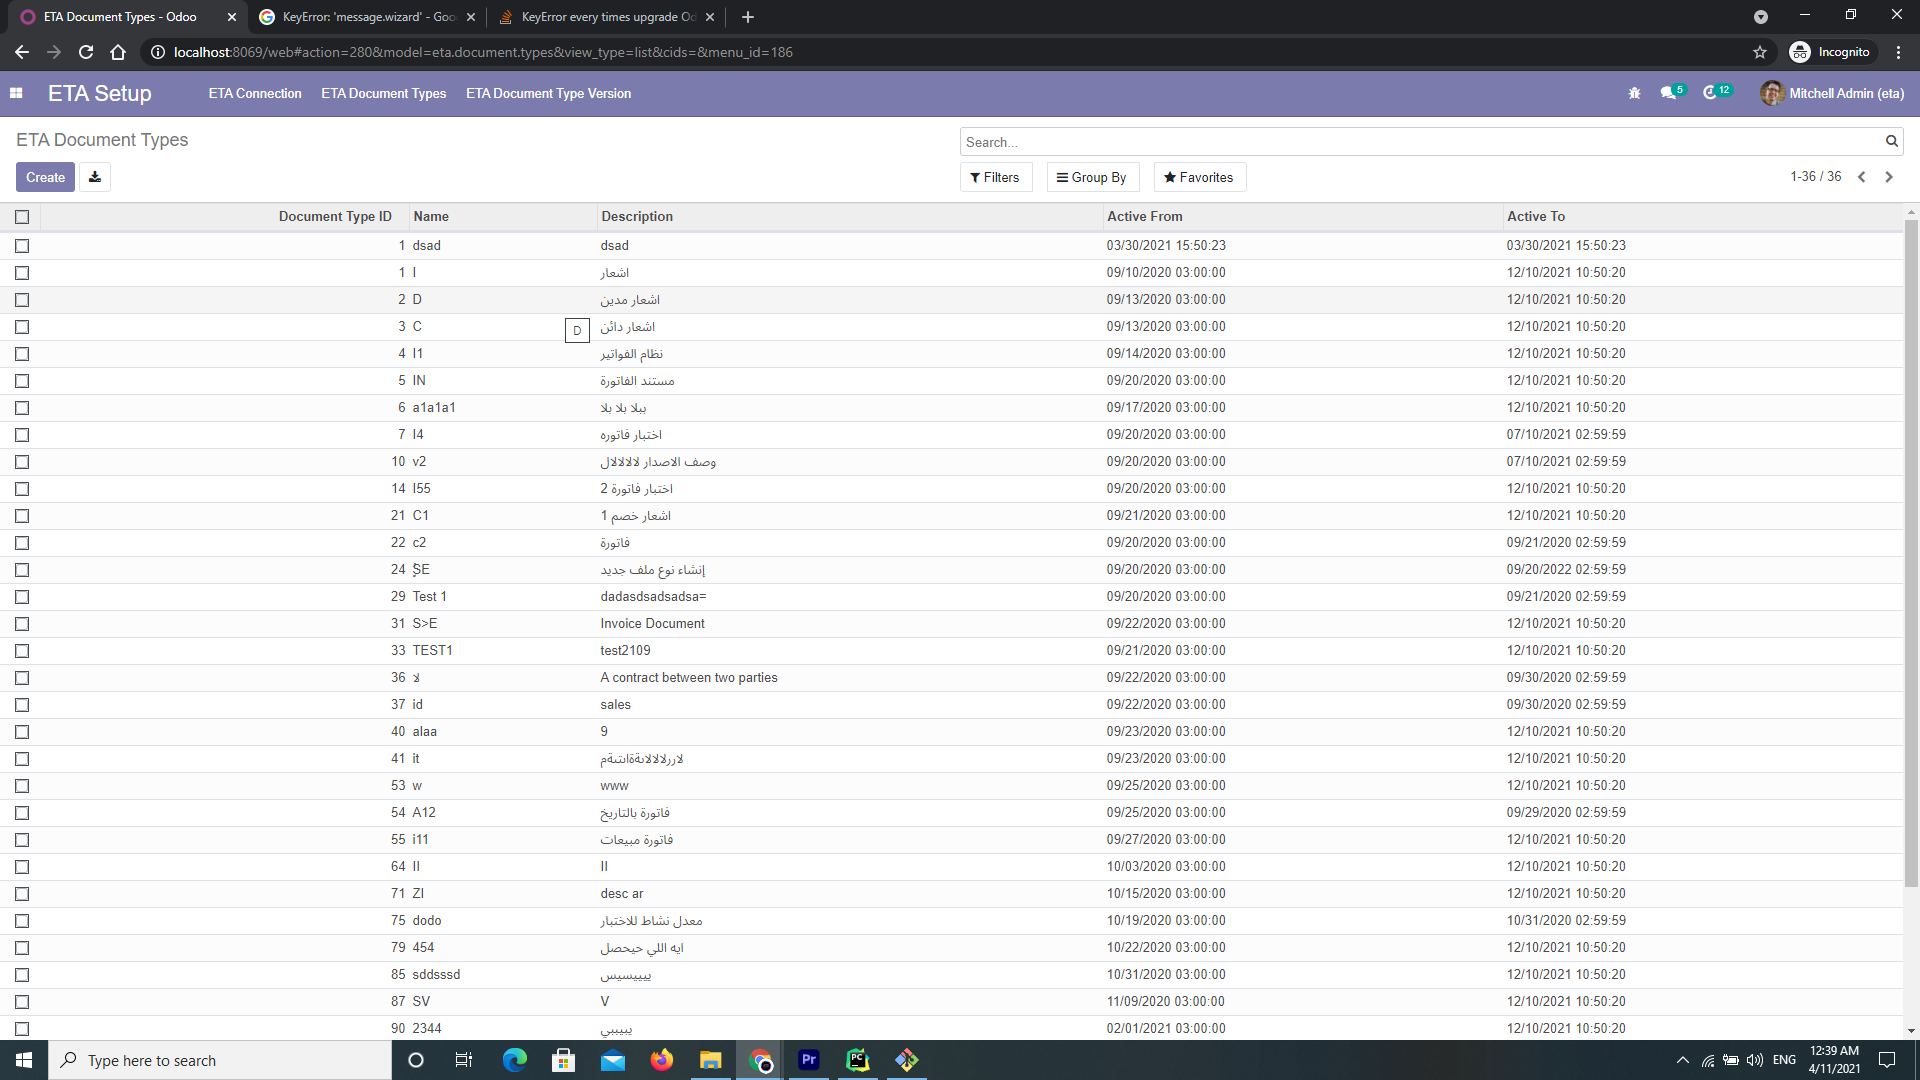 ETA Document Types - Odoo
KeyError: 'message.wizard' - Goo
KeyError every times upgrade Od
localhost:8069/web#action=280&model=eta.document.types&view_type=list&cids=&menu_id=186
Incognito
ETA Setup ETA Connection ETA Document Types ETA Document Type Version 5 12 Mitchell Admin (eta)
ETA Document Types
Search...
Create Filters Group By Favorites 1-36 / 36
Document Type ID Name Description Active From Active To
1 dsad dsad 03/30/2021 15:50:23 03/30/2021 15:50:23
1 I اشعار 09/10/2020 03:00:00 12/10/2021 10:50:20
2 D اشعار مدين 09/13/2020 03:00:00 12/10/2021 10:50:20
3 C اشعار دائن 09/13/2020 03:00:00 12/10/2021 10:50:20
D
4 I1 نظام الفواتير 09/14/2020 03:00:00 12/10/2021 10:50:20
5 IN مستند الفاتورة 09/20/2020 03:00:00 12/10/2021 10:50:20
6 a1a1a1 ببلا بلا بلا 09/17/2020 03:00:00 12/10/2021 10:50:20
7 I4 اختبار فاتوره 09/20/2020 03:00:00 07/10/2021 02:59:59
10 v2 وصف الاصدار لالالالال 09/20/2020 03:00:00 07/10/2021 02:59:59
14 I55 اختبار فاتورة 2 09/20/2020 03:00:00 12/10/2021 10:50:20
21 C1 اشعار خصم 1 09/21/2020 03:00:00 12/10/2021 10:50:20
22 c2 فاتورة 09/20/2020 03:00:00 09/21/2020 02:59:59
24 SE إنشاء نوع ملف جديد 09/20/2020 03:00:00 09/20/2022 02:59:59
29 Test 1 dadasdsadsadsa= 09/20/2020 03:00:00 09/21/2020 02:59:59
31 S>E Invoice Document 09/22/2020 03:00:00 12/10/2021 10:50:20
33 TEST1 test2109 09/21/2020 03:00:00 12/10/2021 10:50:20
36 لا A contract between two parties 09/22/2020 03:00:00 09/30/2020 02:59:59
37 id sales 09/22/2020 03:00:00 09/30/2020 02:59:59
40 alaa 9 09/23/2020 03:00:00 12/10/2021 10:50:20
41 it 09/23/2020 03:00:00 12/10/2021 10:50:20
53 w www 09/25/2020 03:00:00 12/10/2021 10:50:20
54 A12 فاتورة بالتاريخ 09/25/2020 03:00:00 09/29/2020 02:59:59
55 i11 فاتورة مبيعات 09/27/2020 03:00:00 12/10/2021 10:50:20
64 II II 10/03/2020 03:00:00 12/10/2021 10:50:20
71 ZI desc ar 10/15/2020 03:00:00 12/10/2021 10:50:20
75 dodo معدل نشاط للاختبار 10/19/2020 03:00:00 10/31/2020 02:59:59
79 454 ايه اللي حيحصل 10/22/2020 03:00:00 12/10/2021 10:50:20
85 sddsssd 10/31/2020 03:00:00 12/10/2021 10:50:20
87 SV V 11/09/2020 03:00:00 12/10/2021 10:50:20
90 2344 02/01/2021 03:00:00 12/10/2021 10:50:20
Type here to search
Pr
PC
ENG
12:39 AM
4/11/2021